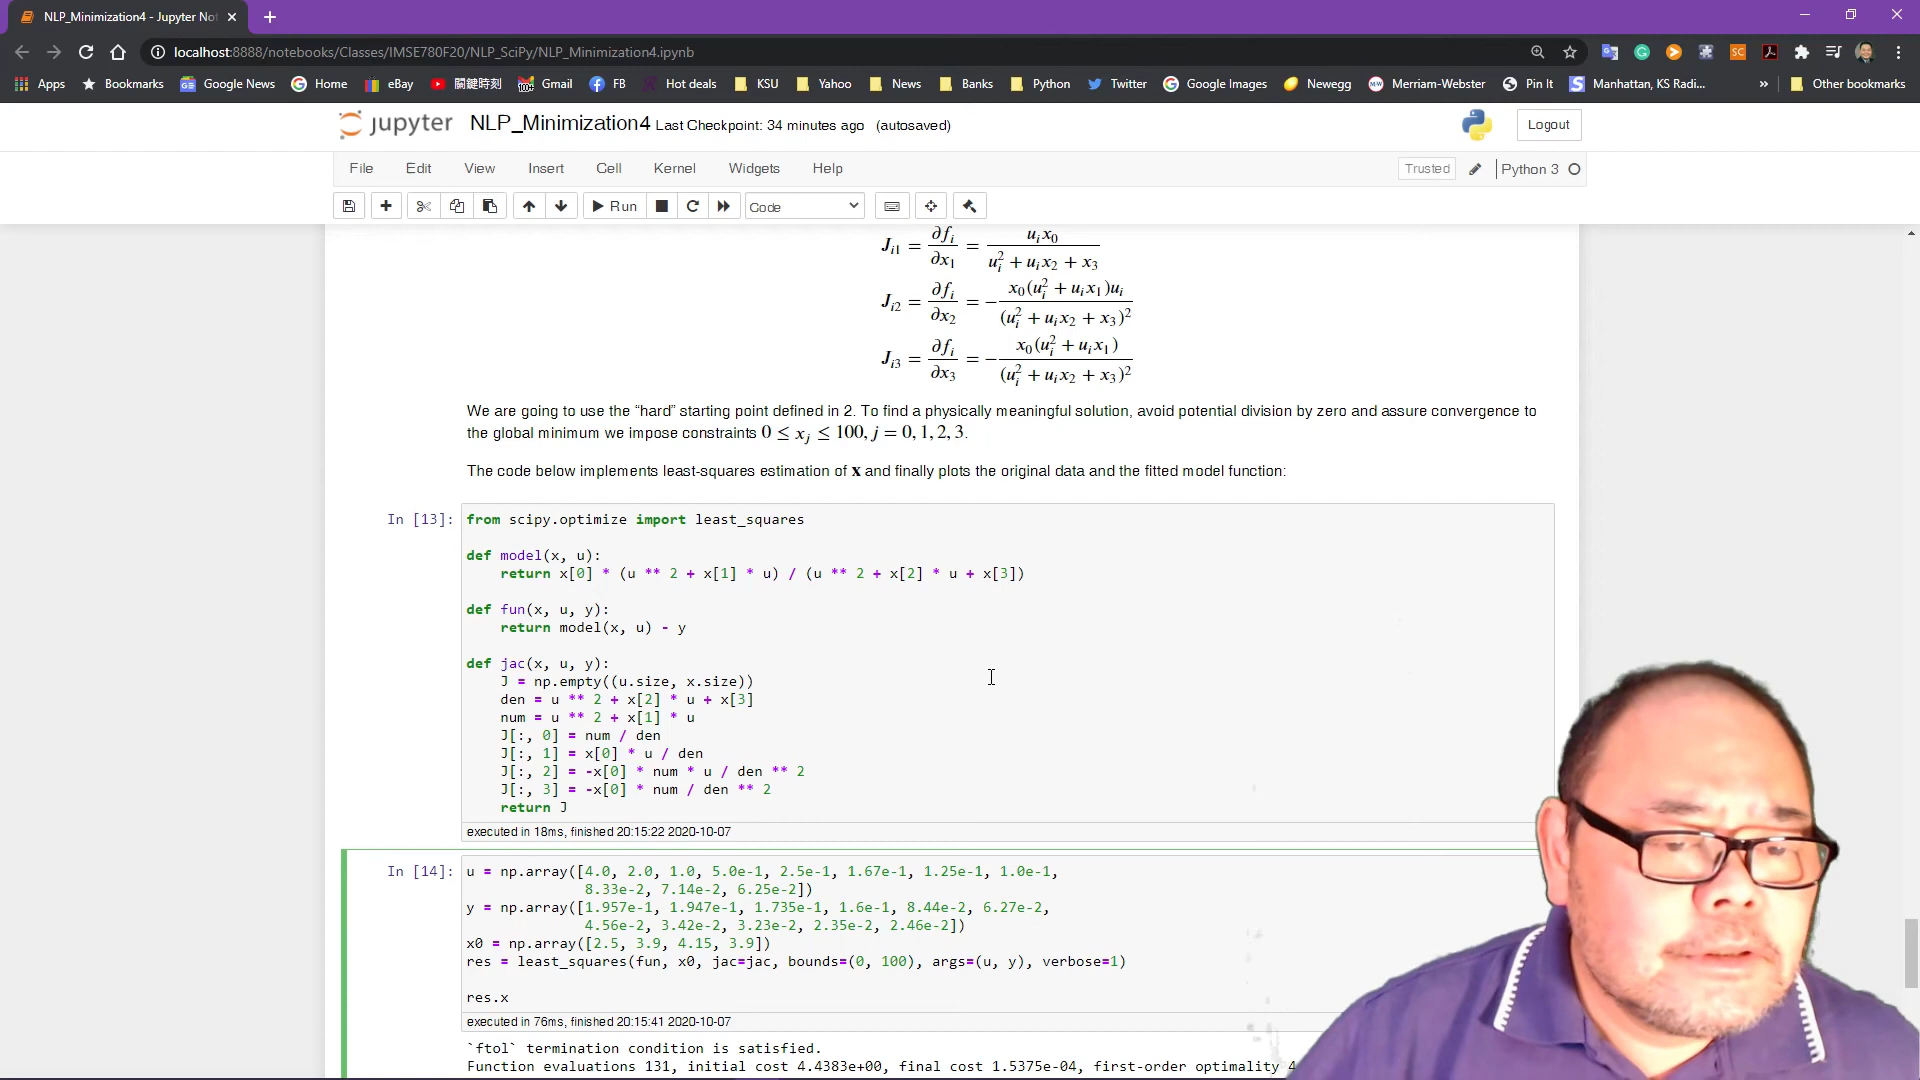 NLP_Minimization4 - Jupyter Not
localhost:8888/notebooks/Classes/IMSE780F20/NLP_SciPy/NLP_Minimization4.ipynb
Apps Bookmarks Google News Home eBay 關鍵時刻 Gmail FB Hot deals KSU Yahoo News Banks Python Twitter Google Images Newegg Merriam-Webster Pin It Manhattan, KS Radi... » Other bookmarks
jupyter NLP_Minimization4 Last Checkpoint: 34 minutes ago (autosaved) Logout
File Edit View Insert Cell Kernel Widgets Help Trusted Python 3
Run Code
J_{i1} = ∂f_i/∂x_1 = u_i x_0 / (u_i^2 + u_i x_2 + x_3)
J_{i2} = ∂f_i/∂x_2 = − x_0(u_i^2 + u_i x_1)u_i / (u_i^2 + u_i x_2 + x_3)^2
J_{i3} = ∂f_i/∂x_3 = − x_0(u_i^2 + u_i x_1) / (u_i^2 + u_i x_2 + x_3)^2
We are going to use the “hard” starting point defined in 2. To find a physically meaningful solution, avoid potential division by zero and assure convergence to
the global minimum we impose constraints 0 ≤ x_j ≤ 100, j = 0, 1, 2, 3.
The code below implements least-squares estimation of x and finally plots the original data and the fitted model function:
In [13]: from scipy.optimize import least_squares
def model(x, u):
    return x[0] * (u ** 2 + x[1] * u) / (u ** 2 + x[2] * u + x[3])
def fun(x, u, y):
    return model(x, u) - y
def jac(x, u, y):
    J = np.empty((u.size, x.size))
    den = u ** 2 + x[2] * u + x[3]
    num = u ** 2 + x[1] * u
    J[:, 0] = num / den
    J[:, 1] = x[0] * u / den
    J[:, 2] = -x[0] * num * u / den ** 2
    J[:, 3] = -x[0] * num / den ** 2
    return J
executed in 18ms, finished 20:15:22 2020-10-07
In [14]: u = np.array([4.0, 2.0, 1.0, 5.0e-1, 2.5e-1, 1.67e-1, 1.25e-1, 1.0e-1,
              8.33e-2, 7.14e-2, 6.25e-2])
y = np.array([1.957e-1, 1.947e-1, 1.735e-1, 1.6e-1, 8.44e-2, 6.27e-2,
              4.56e-2, 3.42e-2, 3.23e-2, 2.35e-2, 2.46e-2])
x0 = np.array([2.5, 3.9, 4.15, 3.9])
res = least_squares(fun, x0, jac=jac, bounds=(0, 100), args=(u, y), verbose=1)
res.x
executed in 76ms, finished 20:15:41 2020-10-07
`ftol` termination condition is satisfied.
Function evaluations 131, initial cost 4.4383e+00, final cost 1.5375e-04, first-order optimality 4